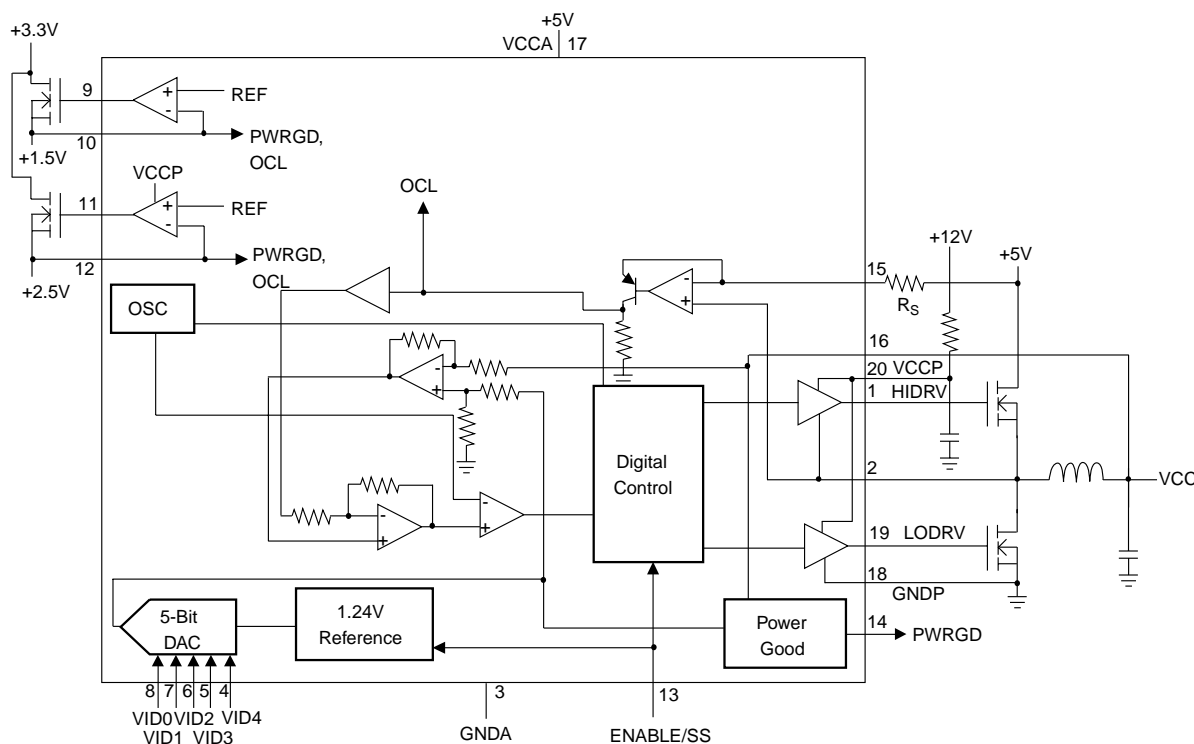 +5V
VCCA 17
+3.3V
9
REF
10
PWRGD,
OCL
+1.5V
VCCP
11
REF
12
PWRGD,
OCL
+2.5V
OCL
+12V
+5V
15
RS
OSC
16
20 VCCP
1 HIDRV
2
VCC
Digital
Control
19 LODRV
18
GNDP
5-Bit
DAC
1.24V
Reference
Power
Good
14
PWRGD
8 7 6 5 4
3
13
VID0 VID2 VID4
VID1 VID3
GNDA
ENABLE/SS
+
-
+
-
-
+
-
+
-
+
-
+